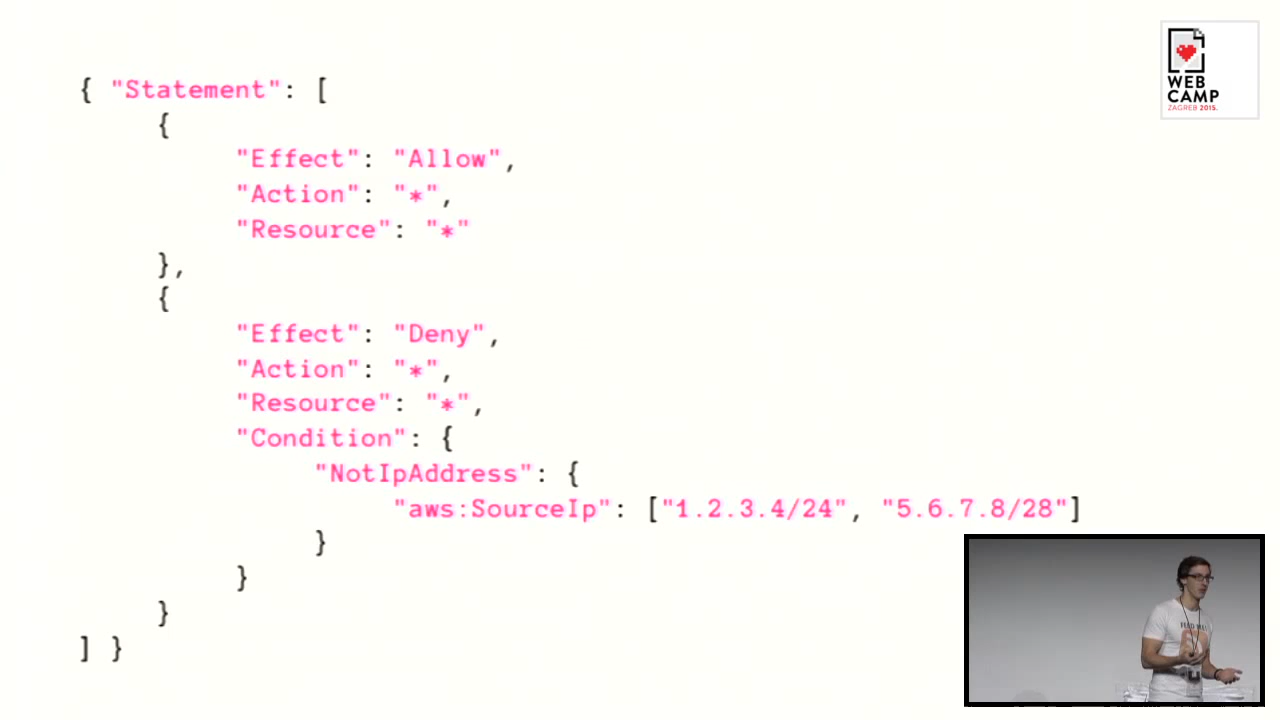 { "Statement": [
{
"Effect": "Allow",
"Action": "*",
"Resource": "*"
},
{
"Effect": "Deny",
"Action": "*",
"Resource": "*",
"Condition": {
"NotIpAddress": {
"aws:SourceIp": ["1.2.3.4/24", "5.6.7.8/28"]
}
}
}
] }
WEB
CAMP
ZAGREB 2015.